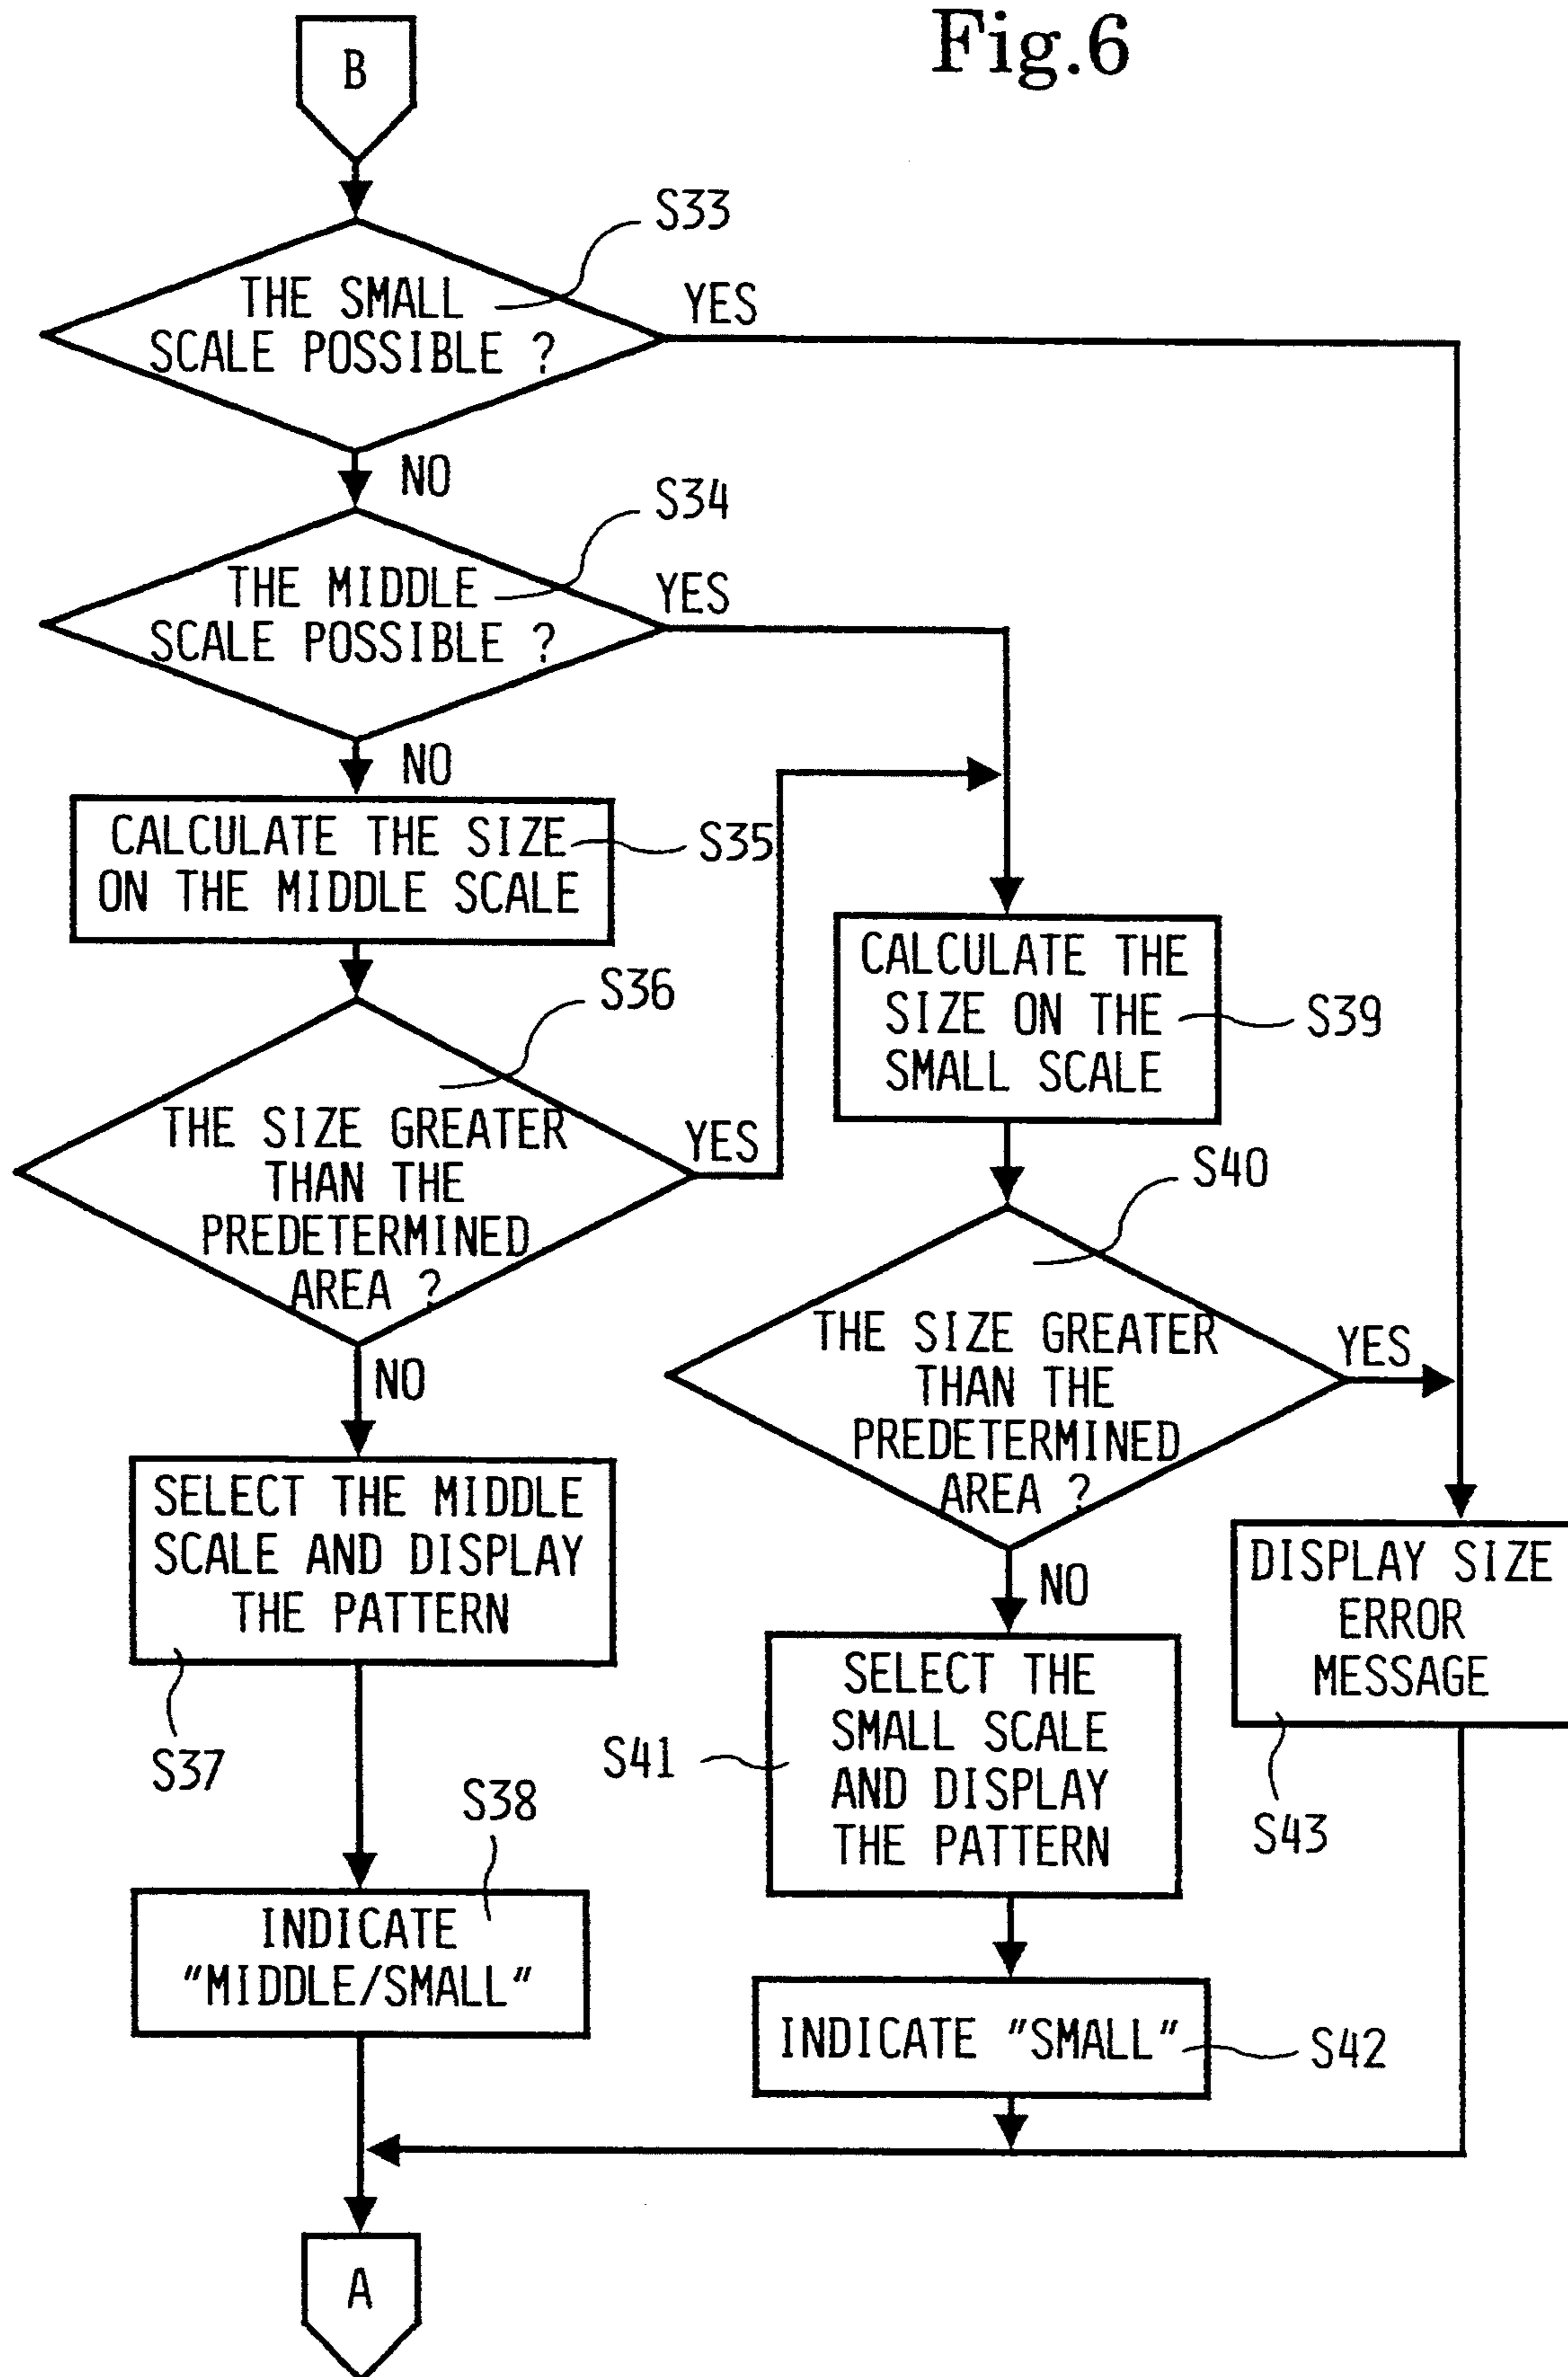 Fig.6
B
S33
THE SMALL
SCALE POSSIBLE ?
YES
NO
S34
THE MIDDLE
SCALE POSSIBLE ?
YES
NO
CALCULATE THE SIZE
ON THE MIDDLE SCALE
S35
S36
THE SIZE GREATER
THAN THE
PREDETERMINED
AREA ?
YES
NO
SELECT THE MIDDLE
SCALE AND DISPLAY
THE PATTERN
S37
S38
INDICATE
"MIDDLE/SMALL"
CALCULATE THE
SIZE ON THE
SMALL SCALE
S39
S40
THE SIZE GREATER
THAN THE
PREDETERMINED
AREA ?
YES
NO
SELECT THE
SMALL SCALE
AND DISPLAY
THE PATTERN
S41
INDICATE "SMALL"
S42
DISPLAY SIZE
ERROR
MESSAGE
S43
A